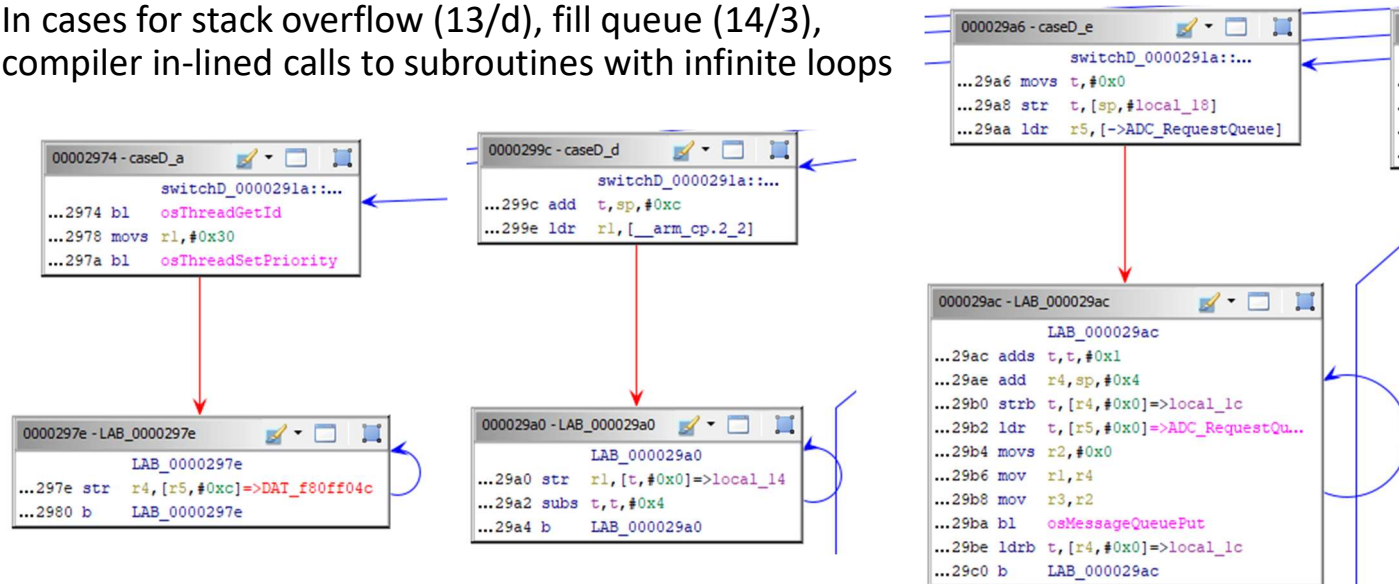 In cases for stack overflow (13/d), fill queue (14/3),
compiler in-lined calls to subroutines with infinite loops
00002974 - caseD_a
switchD_0000291a::...
...2974 bl osThreadGetId
...2978 movs r1,#0x30
...297a bl osThreadSetPriority
0000297e - LAB_0000297e
LAB_0000297e
...297e str r4,[r5,#0xc]=>DAT_f80ff04c
...2980 b LAB_0000297e
0000299c - caseD_d
switchD_0000291a::...
...299c add t,sp,#0xc
...299e ldr r1,[__arm_cp.2_2]
000029a0 - LAB_000029a0
LAB_000029a0
...29a0 str r1,[t,#0x0]=>local_14
...29a2 subs t,t,#0x4
...29a4 b LAB_000029a0
000029a6 - caseD_e
switchD_0000291a::...
...29a6 movs t,#0x0
...29a8 str t,[sp,#local_18]
...29aa ldr r5,[->ADC_RequestQueue]
000029ac - LAB_000029ac
LAB_000029ac
...29ac adds t,t,#0x1
...29ae add r4,sp,#0x4
...29b0 strb t,[r4,#0x0]=>local_1c
...29b2 ldr t,[r5,#0x0]=>ADC_RequestQu...
...29b4 movs r2,#0x0
...29b6 mov r1,r4
...29b8 mov r3,r2
...29ba bl osMessageQueuePut
...29be ldrb t,[r4,#0x0]=>local_1c
...29c0 b LAB_000029ac